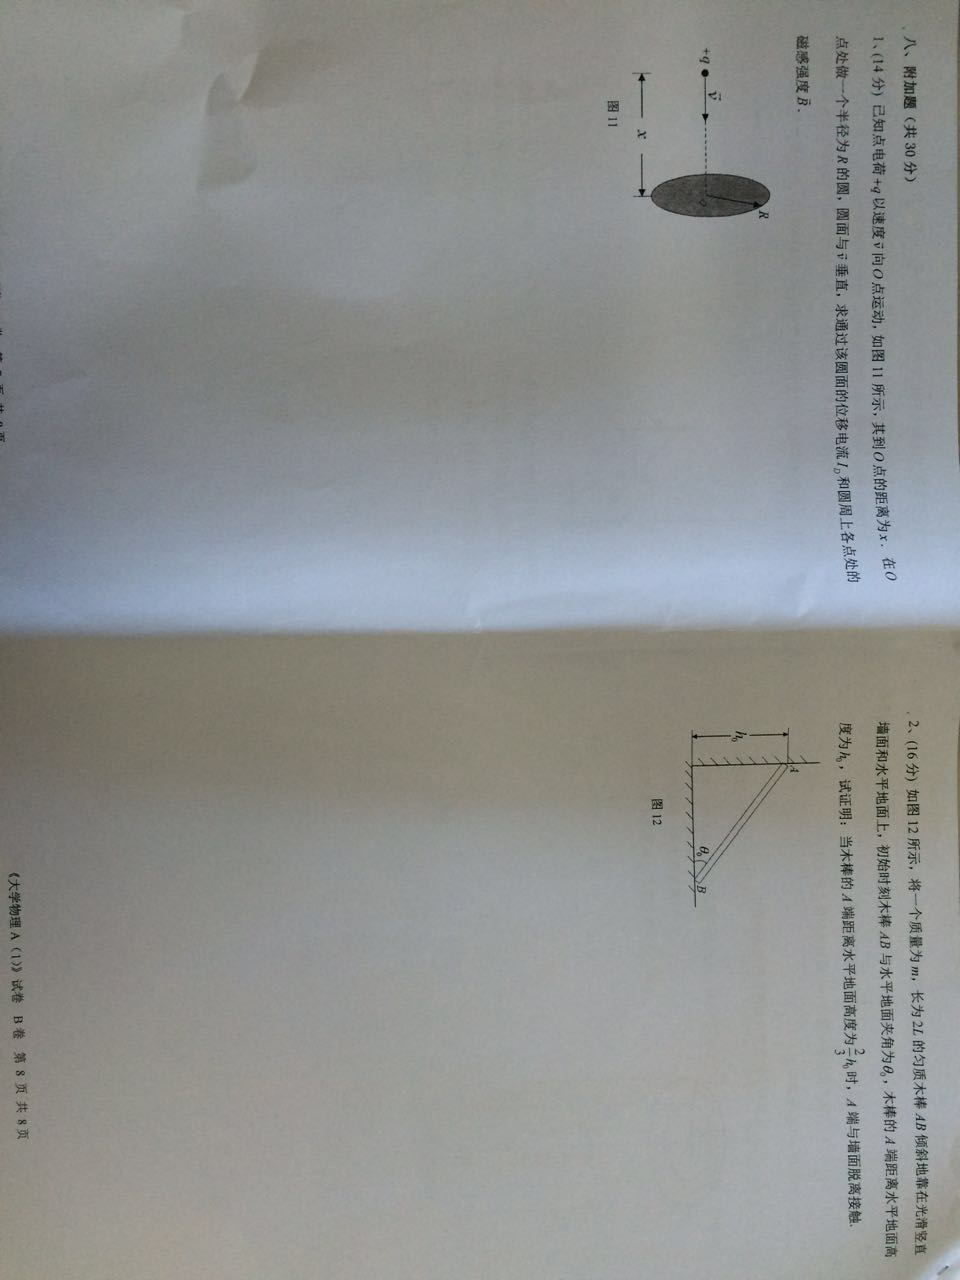 八、附加题（共30分）
1、(14分) 已知点电荷+q以速度v⃗向O点运动，如图11所示，其到O点的距离为x．在O
点处做一个半径为R的圆，圆面与v⃗垂直，求通过该圆面的位移电流I_D和圆周上各点处的
磁感强度B⃗．
+q
v⃗
R
x
图 11
2、(16分) 如图12所示，将一个质量为m，长为2L的匀质木棒AB倾斜地靠在光滑竖直
墙面和水平地面上，初始时刻木棒AB与水平地面夹角为θ₀，木棒的A端距离水平地面高
度为h₀，试证明：当木棒的A端距离水平地面高度为2/3h₀时，A端与墙面脱离接触.
A
h₀
θ₀
B
图 12
《大学物理A（1）》试卷 B卷 第 8 页 共 8 页